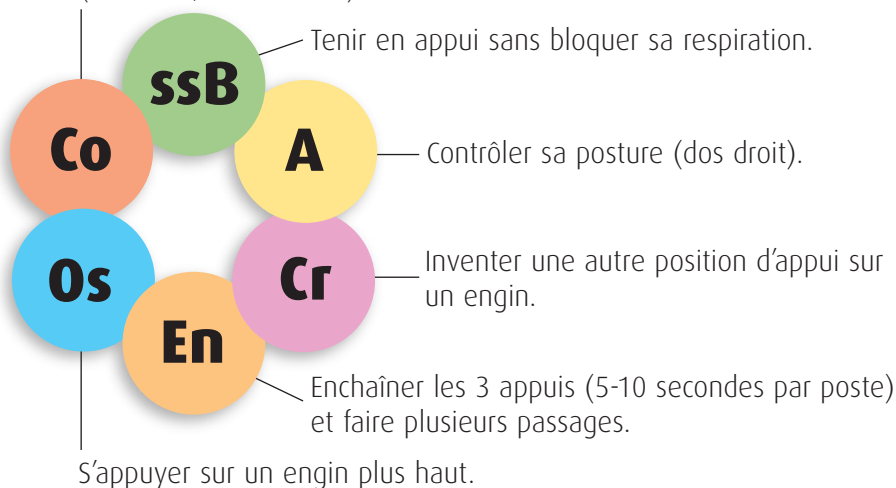 ssB
Tenir en appui sans bloquer sa respiration.
Co
A
Contrôler sa posture (dos droit).
Os
Cr
Inventer une autre position d’appui sur
un engin.
En
Enchaîner les 3 appuis (5-10 secondes par poste)
et faire plusieurs passages.
S’appuyer sur un engin plus haut.